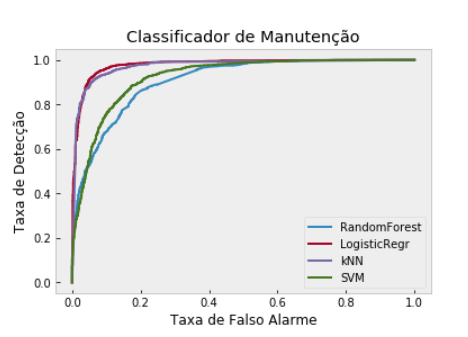 Classificador de Manutenção
1.0
0.8
0.6
0.4
0.2
0.0
Taxa de Detecção
RandomForest
LogisticRegr
kNN
SVM
0.0 0.2 0.4 0.6 0.8 1.0
Taxa de Falso Alarme